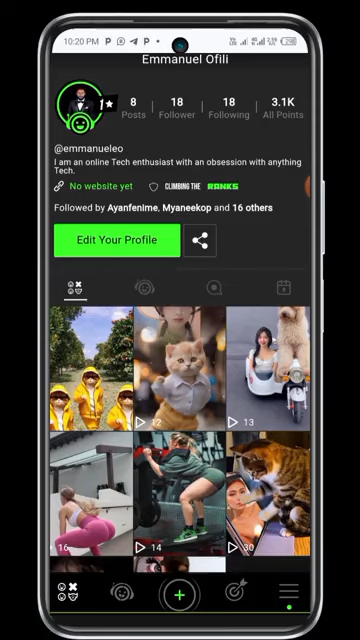 10:20 PM
Emmanuel Ofili
1
8 18 18 3.1K
Posts Follower Following All Points
@emmanueleo
I am an online Tech enthusiast with an obsession with anything
Tech.
No website yet CLIMBING THE RANKS
Followed by Ayanfenime, Myaneekop and 16 others
Edit Your Profile
12 13
16 14 30